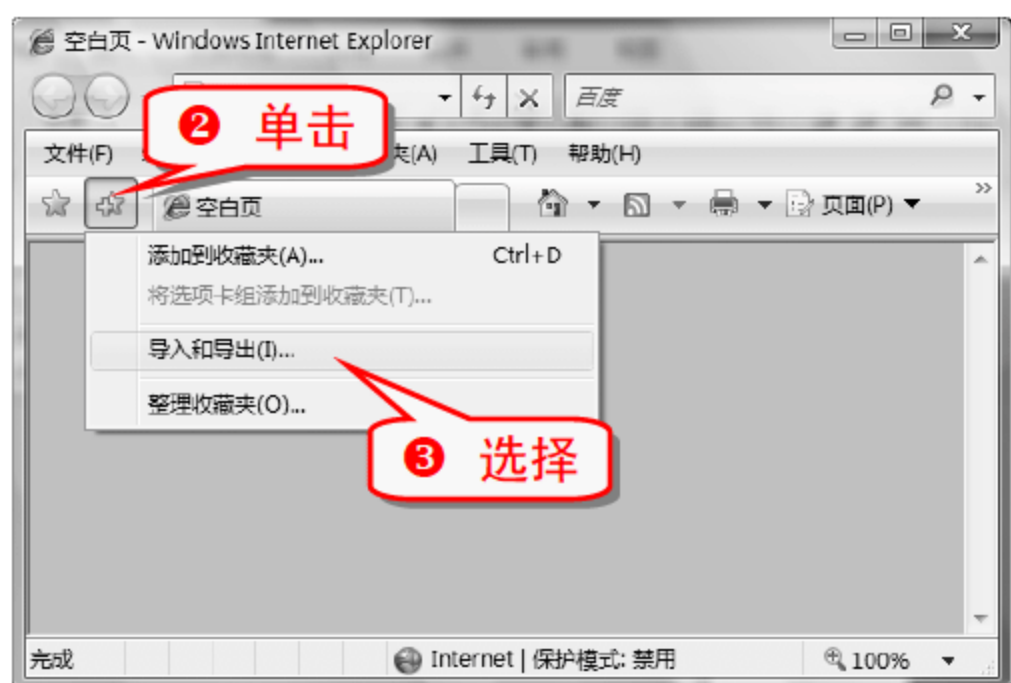 空白页 - Windows Internet Explorer
百度
❷ 单击
文件(F) 夹(A) 工具(T) 帮助(H)
空白页 页面(P) »
添加到收藏夹(A)... Ctrl+D
将选项卡组添加到收藏夹(T)...
导入和导出(I)...
整理收藏夹(O)...
❸ 选择
完成 Internet | 保护模式: 禁用 100%